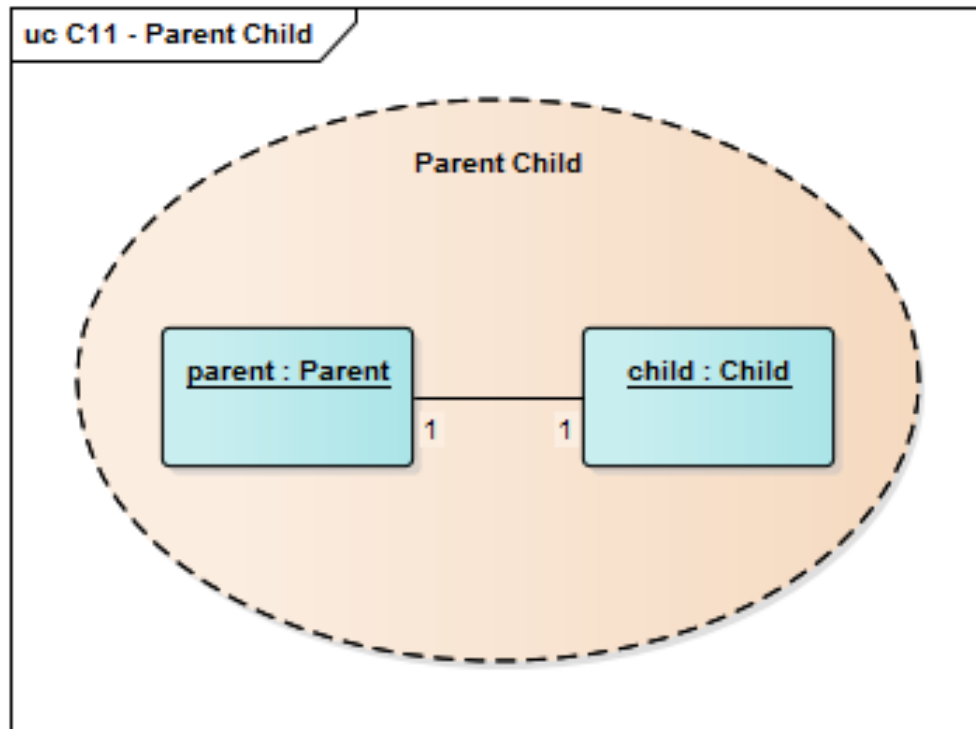 uc C11 - Parent Child
Parent Child
parent : Parent
child : Child
1
1